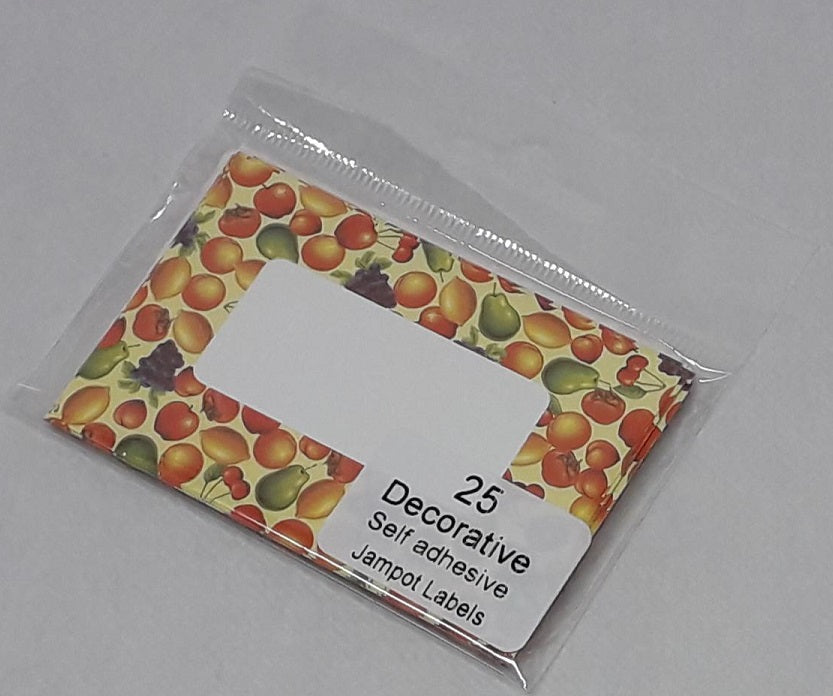 25
Decorative
Self adhesive
Jampot Labels